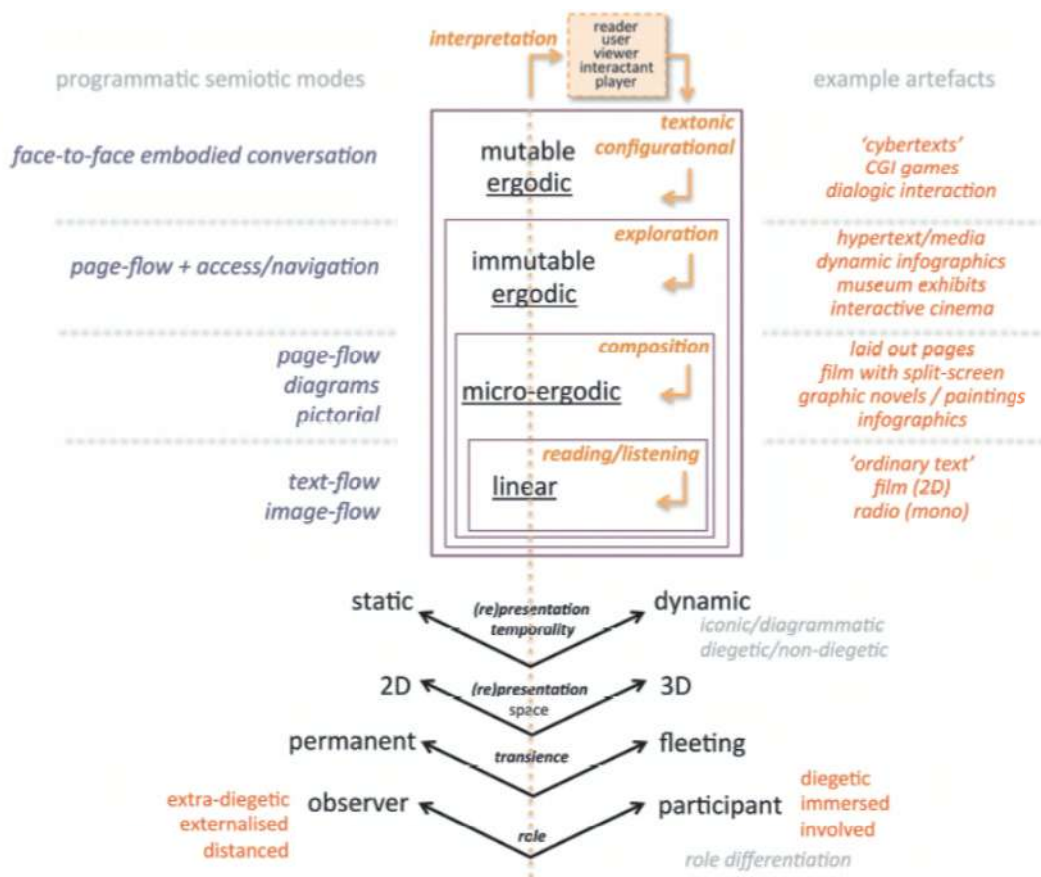 interpretation
reader
user
viewer
interactant
player
programmatic semiotic modes
example artefacts
face-to-face embodied conversation
mutable
ergodic
textonic
configurational
'cybertexts'
CGI games
dialogic interaction
page-flow + access/navigation
immutable
ergodic
exploration
hypertext/media
dynamic infographics
museum exhibits
interactive cinema
page-flow
diagrams
pictorial
composition
micro-ergodic
laid out pages
film with split-screen
graphic novels / paintings
infographics
text-flow
image-flow
reading/listening
linear
'ordinary text'
film (2D)
radio (mono)
static
(re)presentation
temporality
dynamic
iconic/diagrammatic
diegetic/non-diegetic
2D
(re)presentation
space
3D
permanent
transience
fleeting
extra-diegetic
externalised
distanced
observer
role
participant
diegetic
immersed
involved
role differentiation